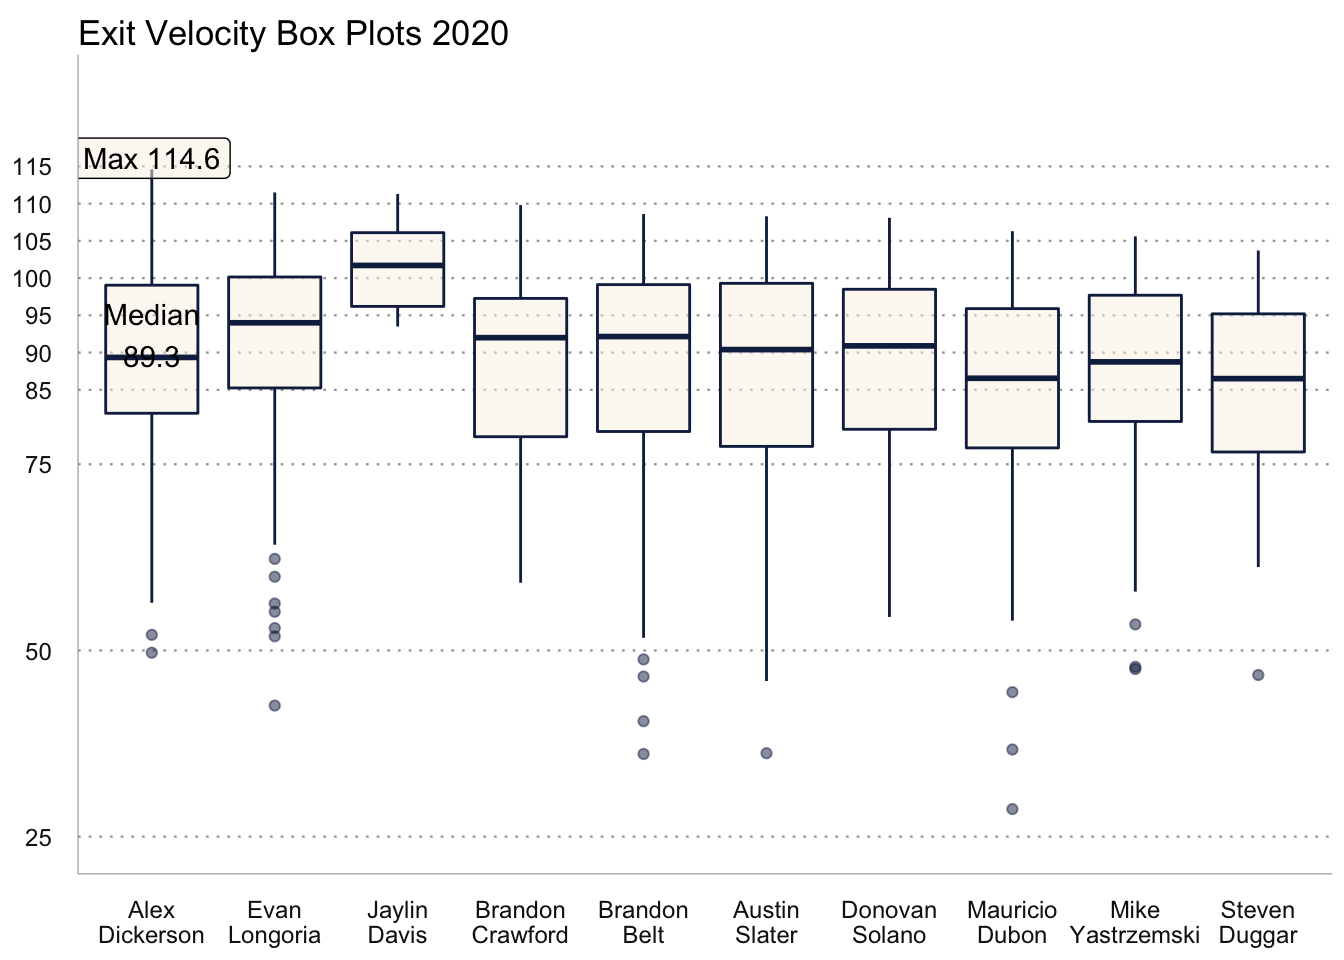 Exit Velocity Box Plots 2020
Max 114.6
115
110
105
100
95
90
85
75
50
25
Median
89.3
Alex
Dickerson
Evan
Longoria
Jaylin
Davis
Brandon
Crawford
Brandon
Belt
Austin
Slater
Donovan
Solano
Mauricio
Dubon
Mike
Yastrzemski
Steven
Duggar